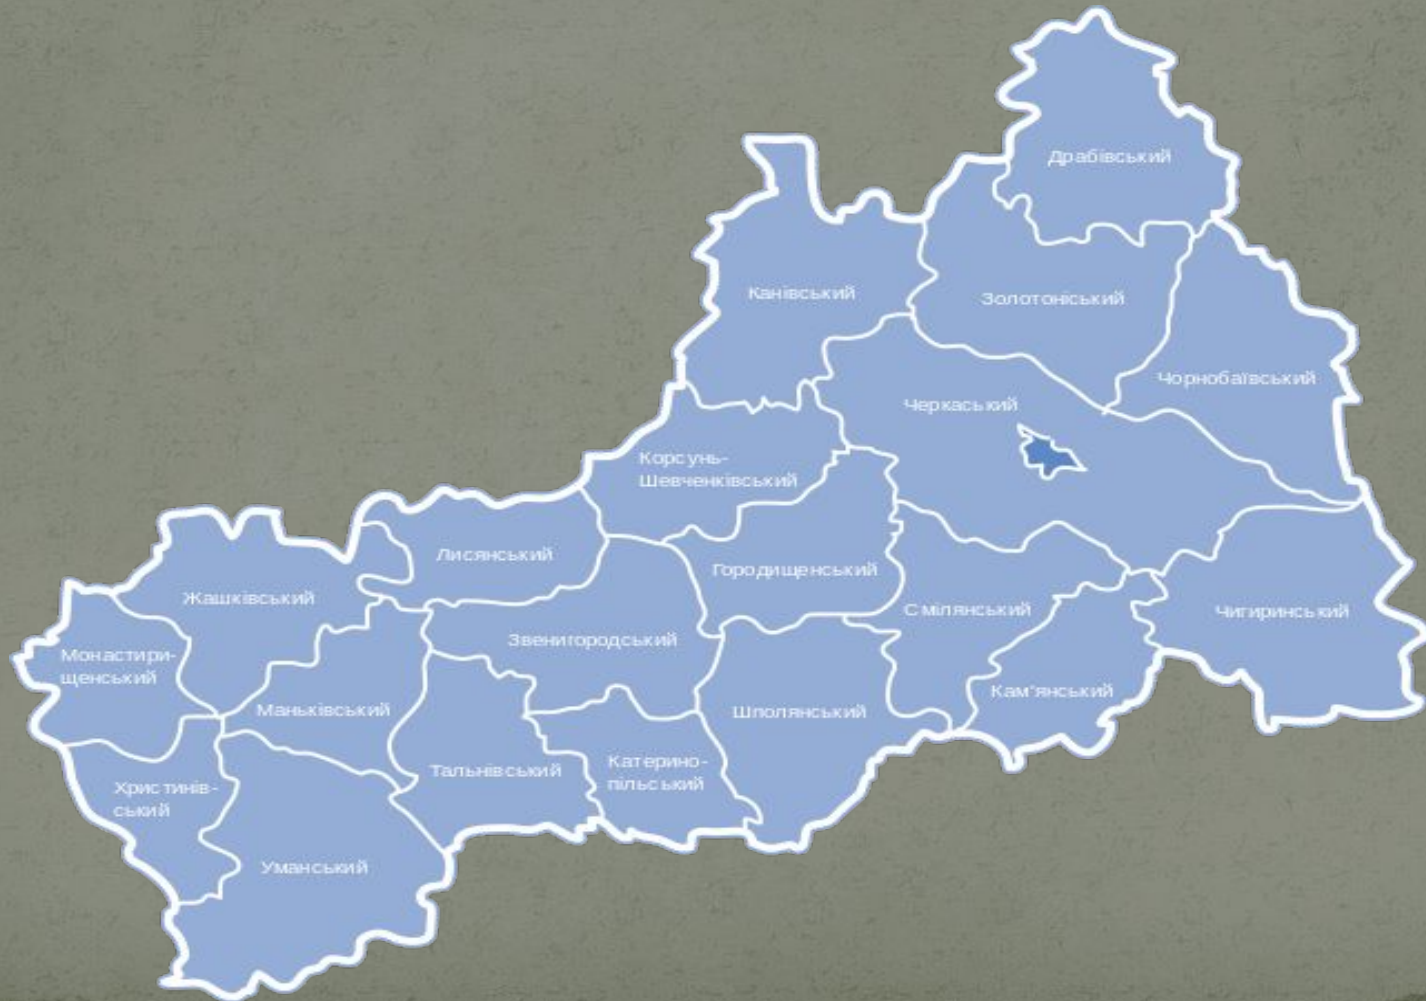 Драбівський
Канівський
Золотоніський
Чорнобаївський
Черкаський
Корсунь-
Шевченківський
Лисянський
Городищенський
Жашківський
Смілянський
Чигиринський
Звенигородський
Монастири-
щенський
Кам'янський
Маньківський
Шполянський
Тальнівський
Катерино-
пільський
Христинів-
ський
Уманський